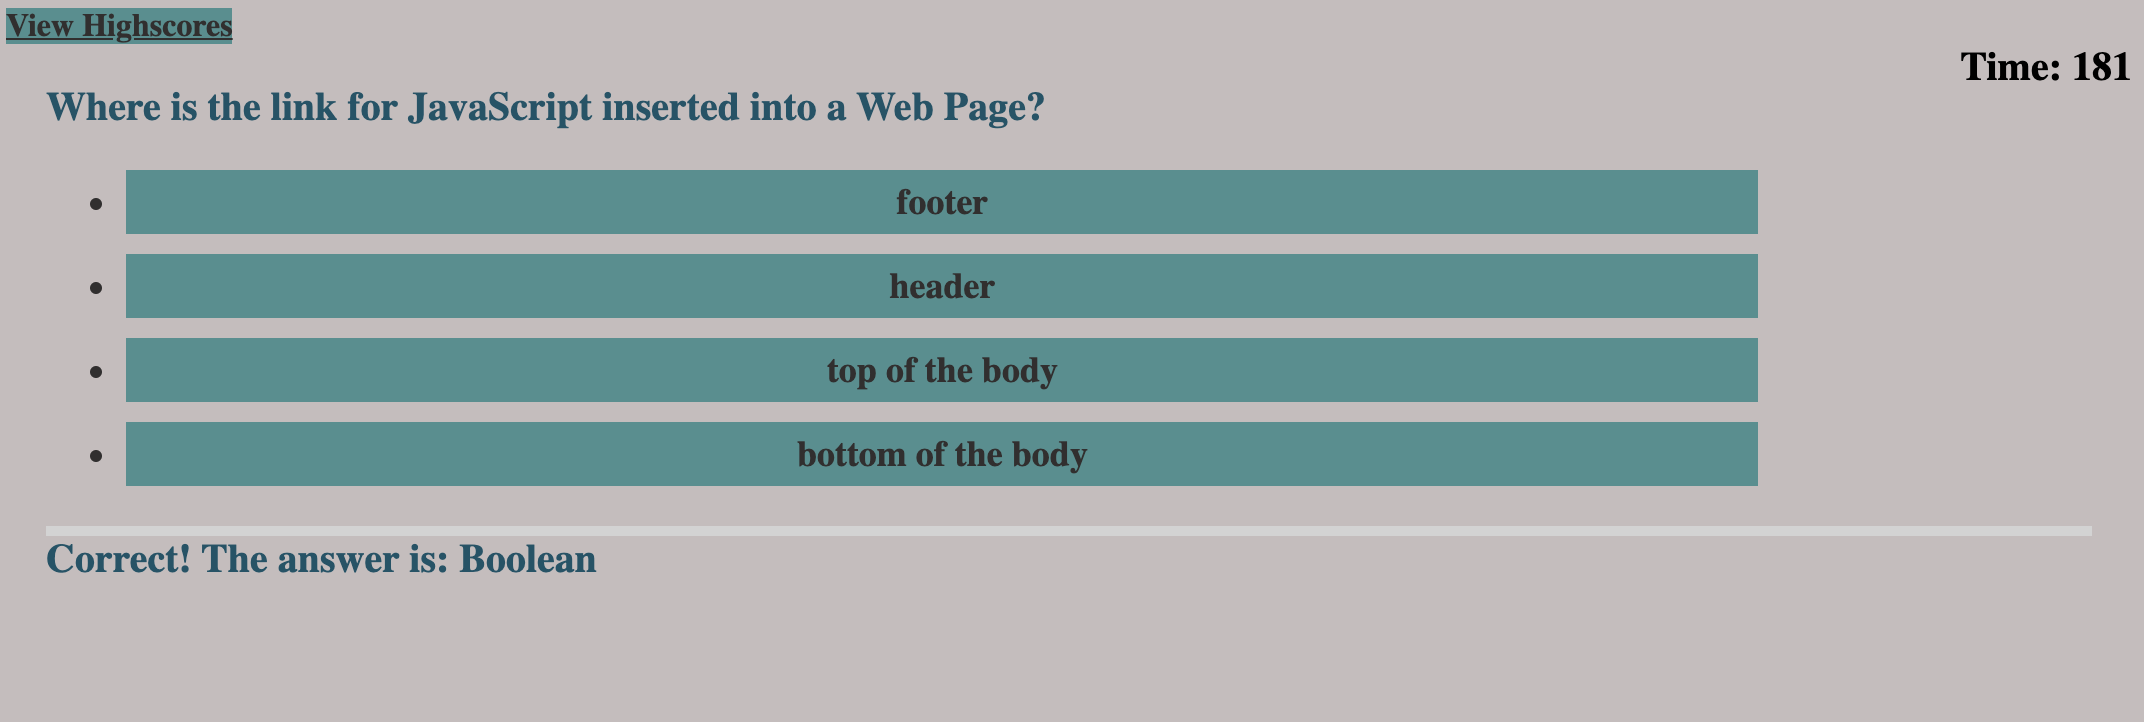 View Highscores
Time: 181
Where is the link for JavaScript inserted into a Web Page?
footer
header
top of the body
bottom of the body
Correct! The answer is: Boolean